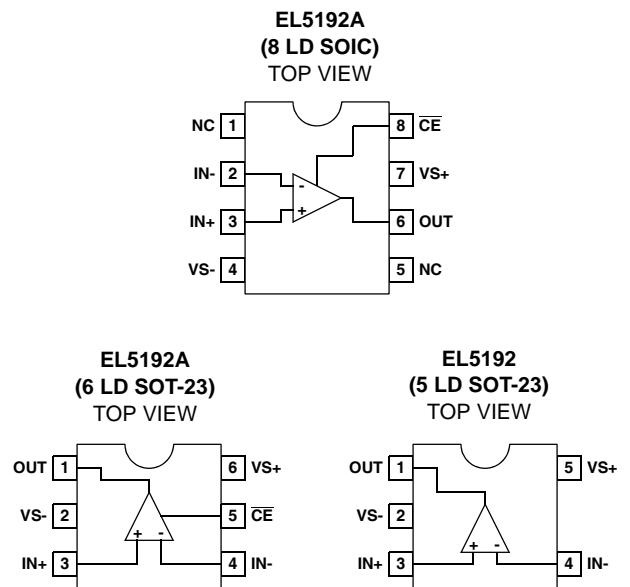 EL5192A
(8 LD SOIC)
TOP VIEW
NC 1 8 C̅E̅
IN- 2 7 VS+
- +
IN+ 3 6 OUT
VS- 4 5 NC
EL5192A
(6 LD SOT-23)
TOP VIEW
OUT 1 6 VS+
VS- 2 5 C̅E̅
+ -
IN+ 3 4 IN-
EL5192
(5 LD SOT-23)
TOP VIEW
OUT 1 5 VS+
VS- 2
+ -
IN+ 3 4 IN-